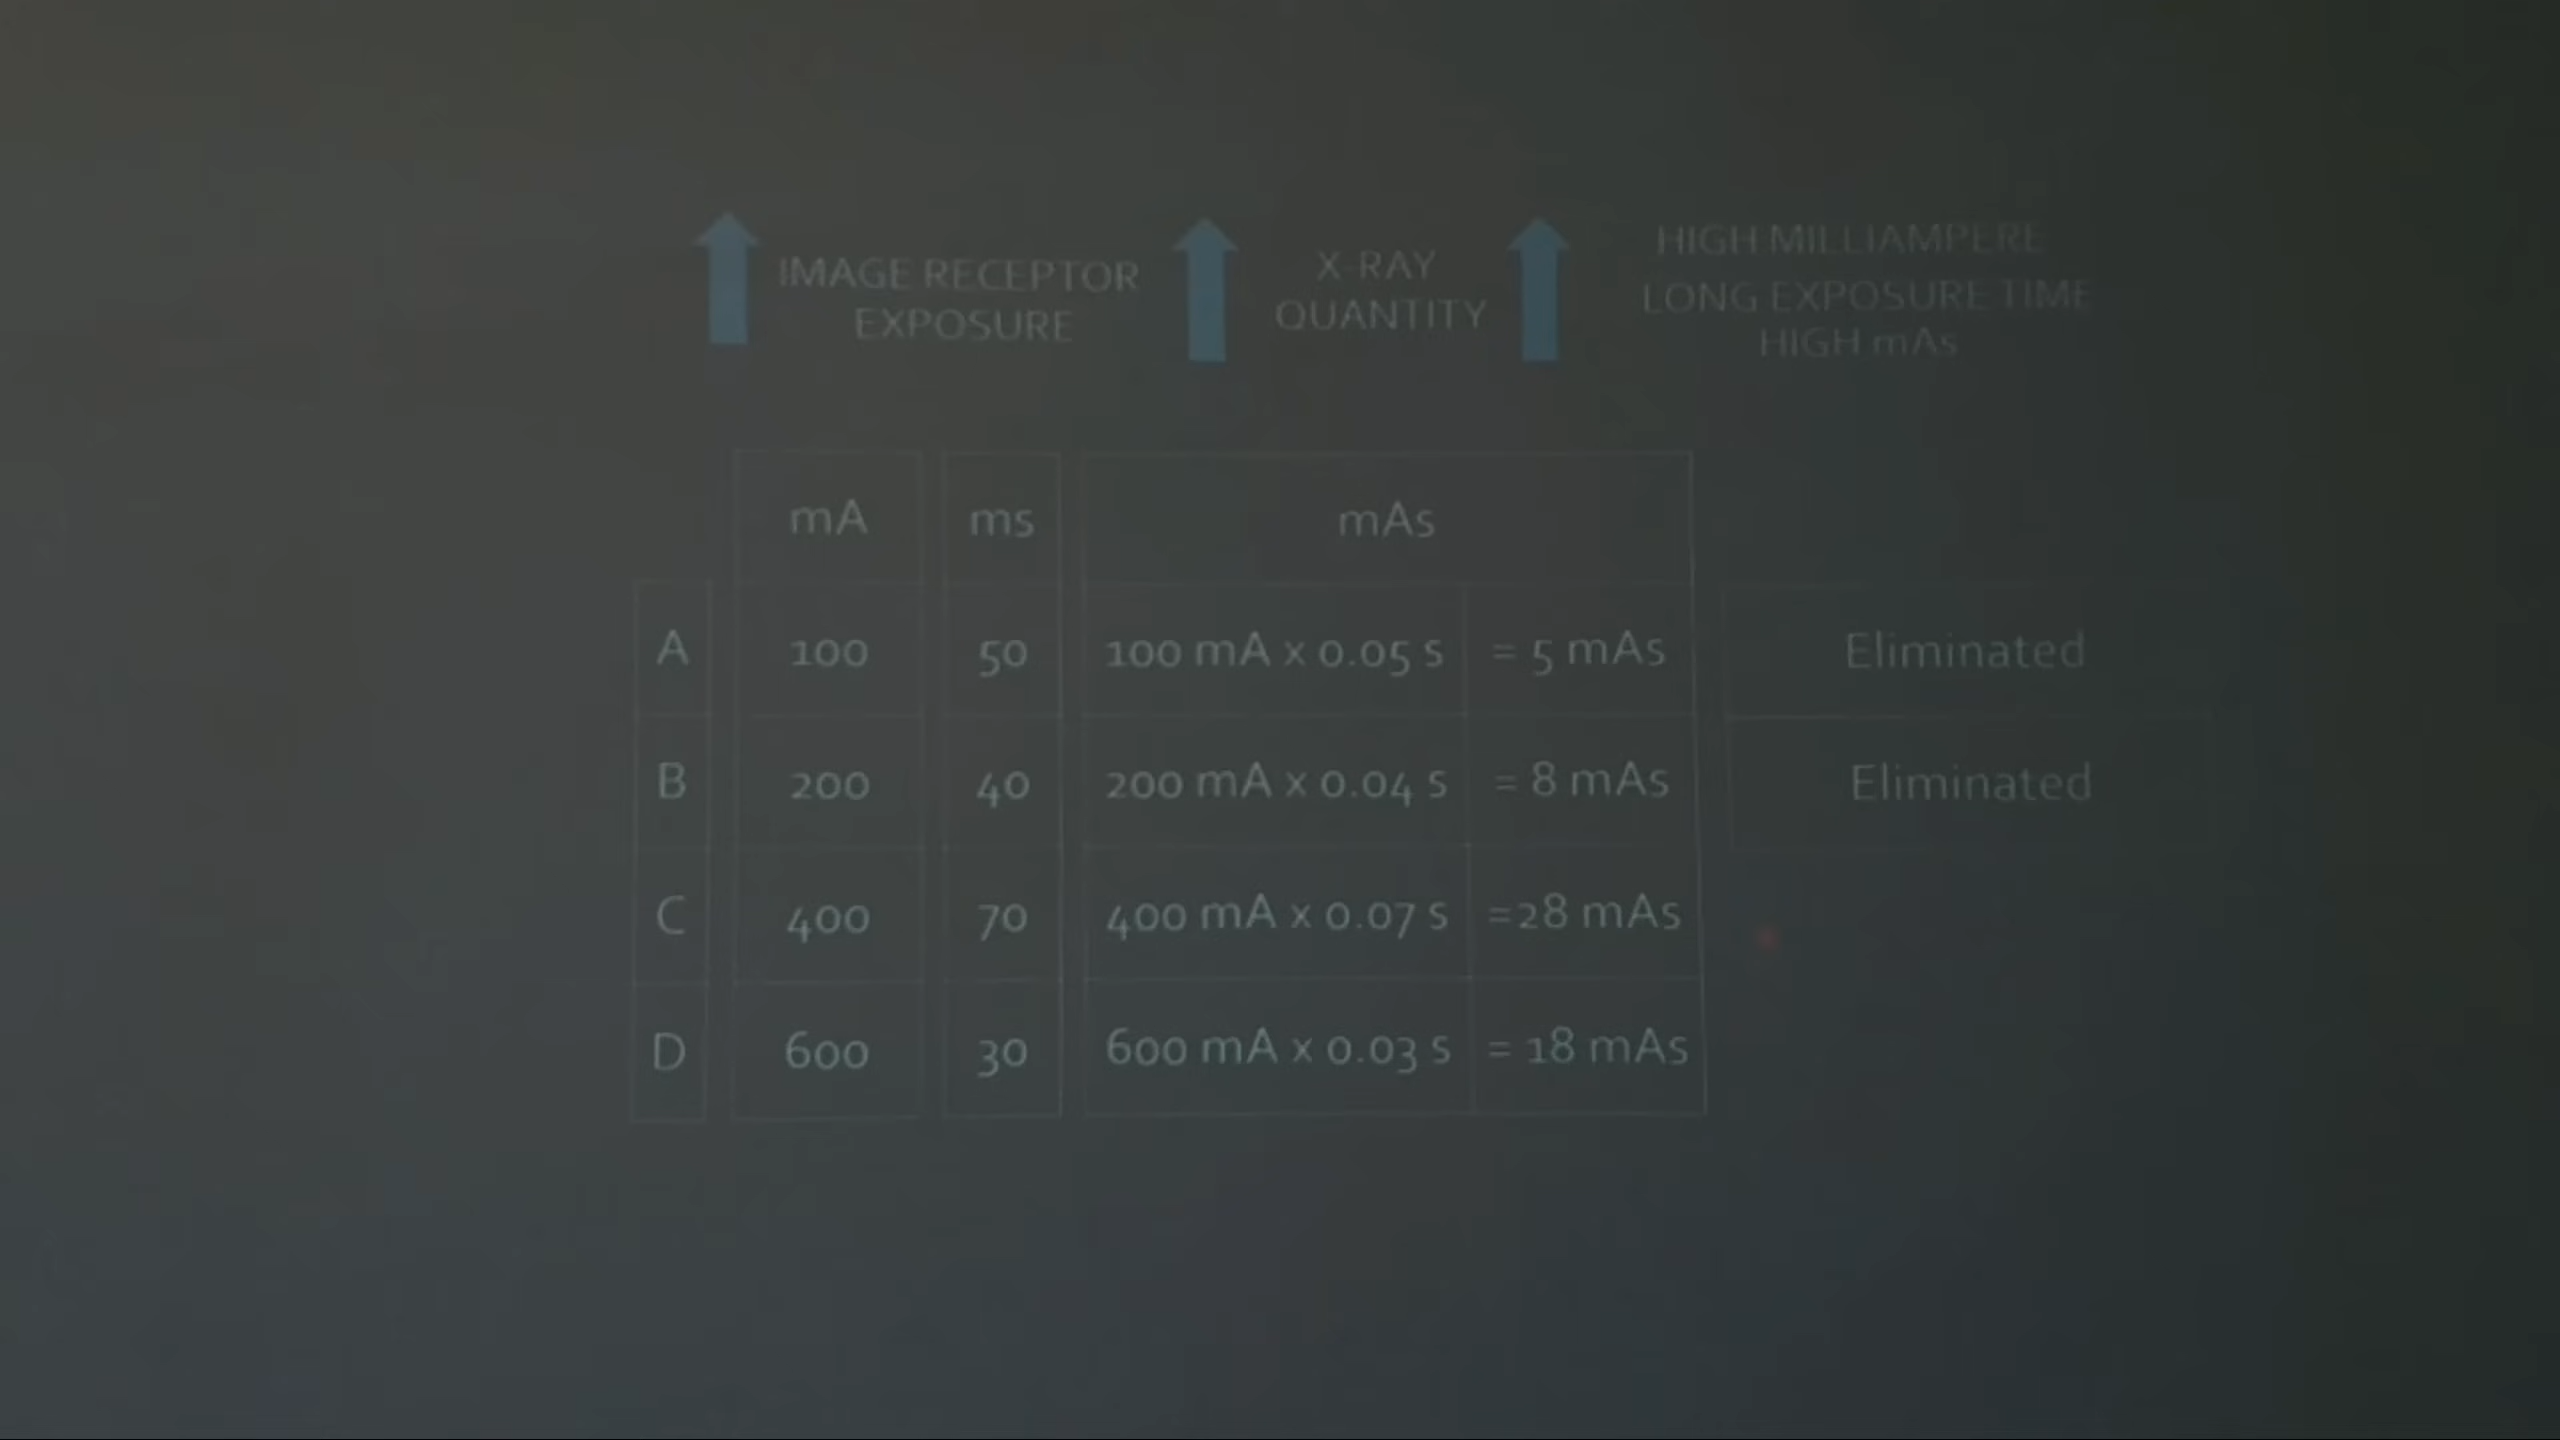 IMAGE RECEPTOR
EXPOSURE
X-RAY
QUANTITY
HIGH MILLIAMPERE
LONG EXPOSURE TIME
HIGH mAs
mA ms mAs
A 100 50 100 mA x 0.05 s = 5 mAs Eliminated
B 200 40 200 mA x 0.04 s = 8 mAs Eliminated
C 400 70 400 mA x 0.07 s =28 mAs
D 600 30 600 mA x 0.03 s = 18 mAs